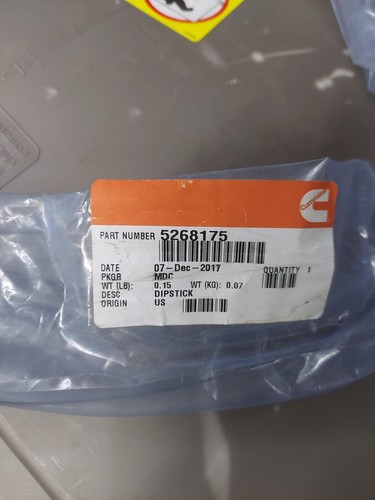 Cummins
PART NUMBER 5268175
DATE 07-Dec-2017 QUANTITY 1
PKGR MDC
WT (LB): 0.15 WT (KG): 0.07
DESC DIPSTICK
ORIGIN US